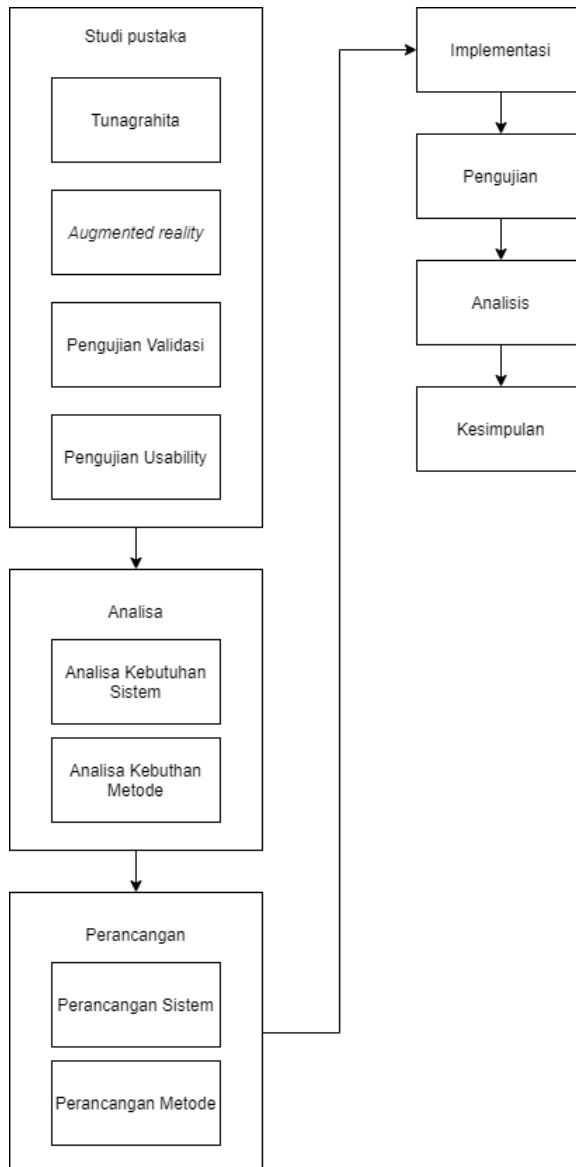 Studi pustaka
Tunagrahita
Augmented reality
Pengujian Validasi
Pengujian Usability
Analisa
Analisa Kebutuhan
Sistem
Analisa Kebuthan
Metode
Perancangan
Perancangan Sistem
Perancangan Metode
Implementasi
Pengujian
Analisis
Kesimpulan